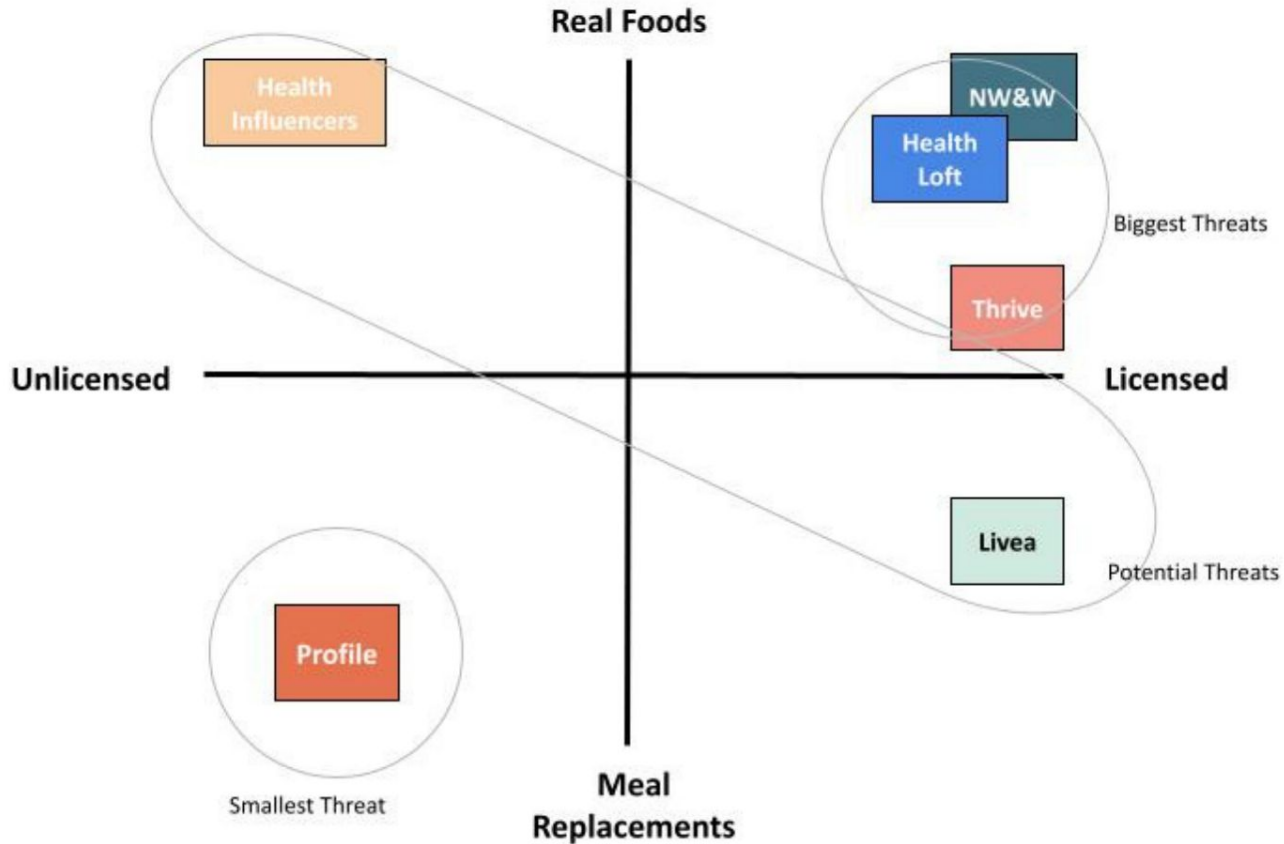 Real Foods
Health
Influencers
NW&W
Health
Loft
Biggest Threats
Thrive
Unlicensed
Licensed
Livea
Potential Threats
Profile
Smallest Threat
Meal
Replacements